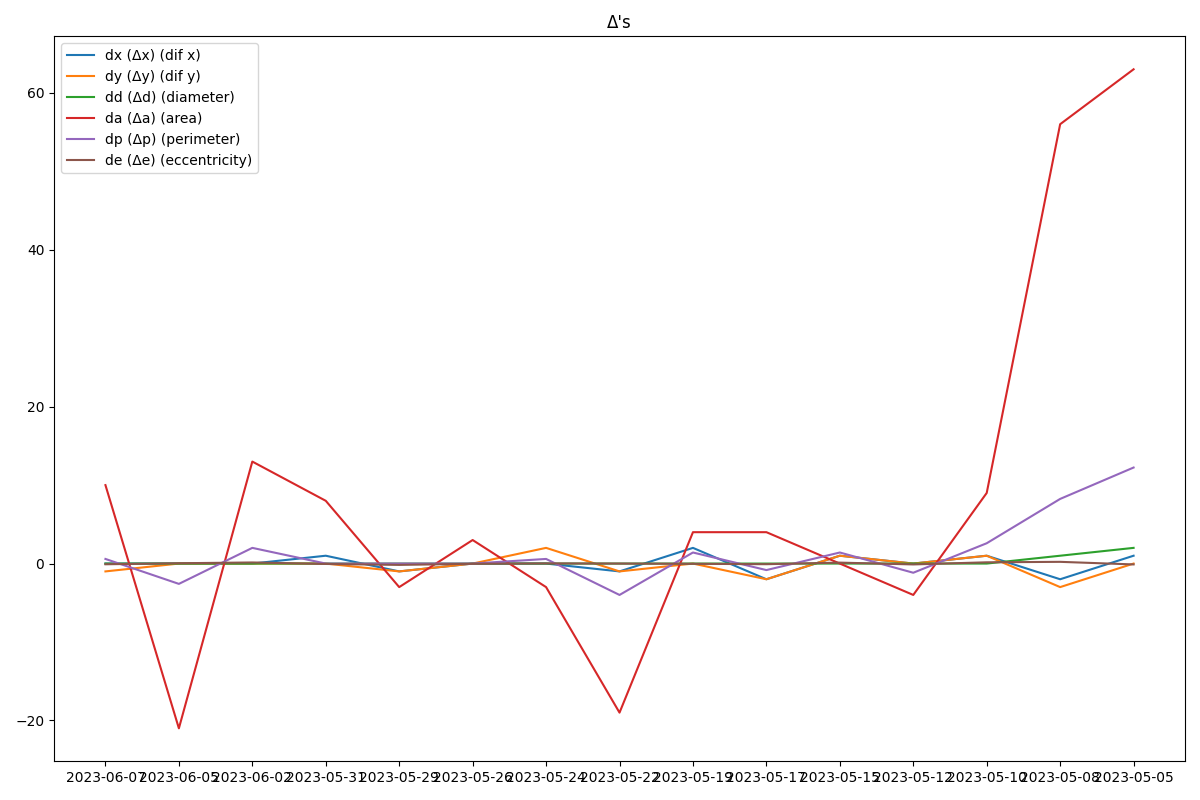 Δ's
dx (Δx) (dif x)
dy (Δy) (dif y)
dd (Δd) (diameter)
da (Δa) (area)
dp (Δp) (perimeter)
de (Δe) (eccentricity)
60
40
20
0
−20
2023-06-07 2023-06-05 2023-06-02 2023-05-31 2023-05-29 2023-05-26 2023-05-24 2023-05-22 2023-05-19 2023-05-17 2023-05-15 2023-05-12 2023-05-10 2023-05-08 2023-05-05